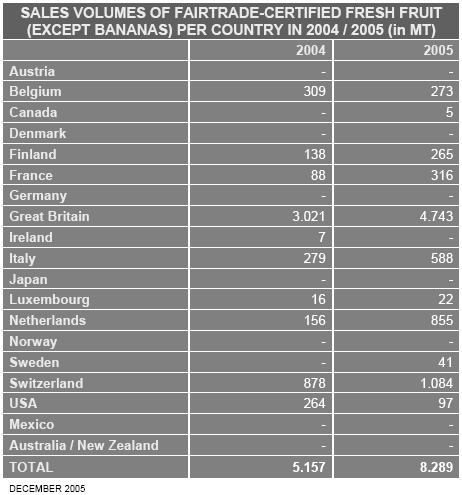 SALES VOLUMES OF FAIRTRADE-CERTIFIED FRESH FRUIT
(EXCEPT BANANAS) PER COUNTRY IN 2004 / 2005 (in MT)
2004 2005
Austria - -
Belgium 309 273
Canada - 5
Denmark - -
Finland 138 265
France 88 316
Germany - -
Great Britain 3.021 4.743
Ireland 7 -
Italy 279 588
Japan - -
Luxembourg 16 22
Netherlands 156 855
Norway - -
Sweden - 41
Switzerland 878 1.084
USA 264 97
Mexico - -
Australia / New Zealand - -
TOTAL 5.157 8.289
DECEMBER 2005